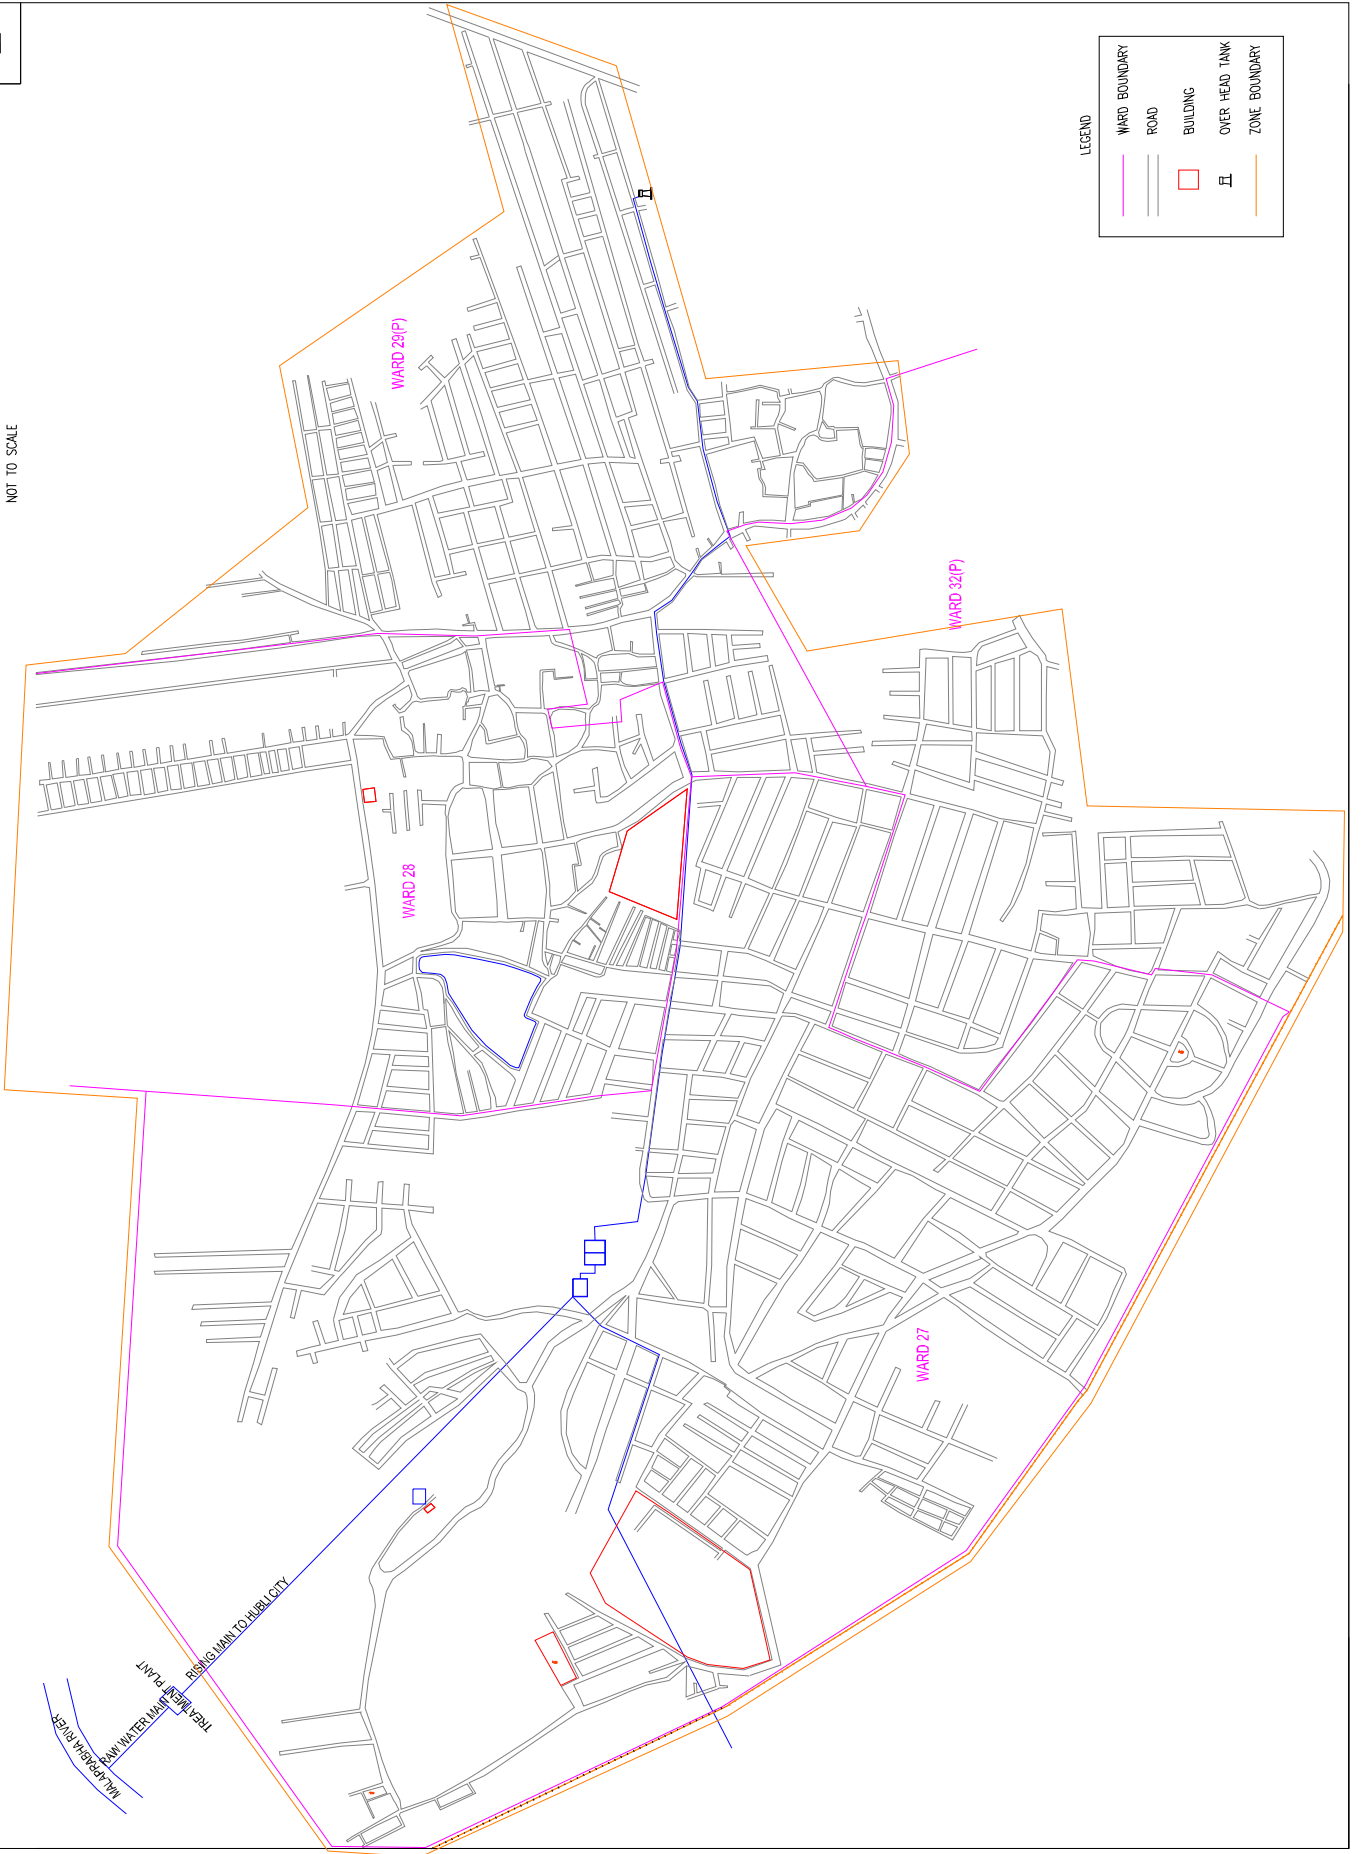 NOT TO SCALE
LEGEND
WARD BOUNDARY
ROAD
BUILDING
OVER HEAD TANK
ZONE BOUNDARY
WARD 29(P)
WARD 32(P)
WARD 28
WARD 27
RISING MAIN TO HUBLI CITY
TREATMENT PLANT
RAW WATER MAIN
MALAPRABHA RIVER